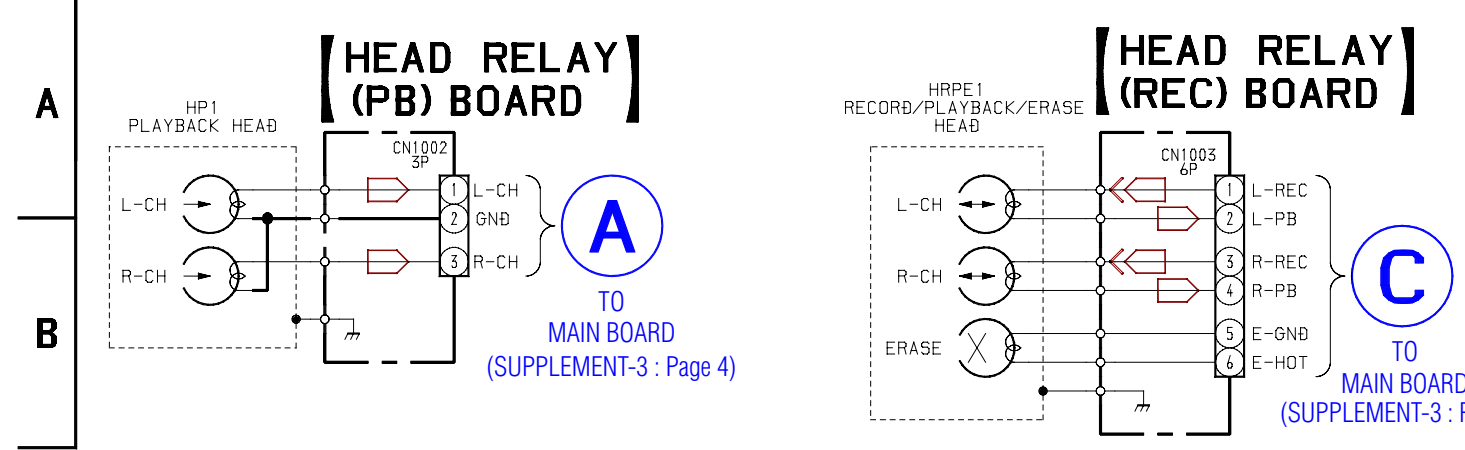 A
B
【HEAD RELAY
(PB) BOARD】
HP1
PLAYBACK HEAD
CN1002
3P
L-CH
R-CH
1 L-CH
2 GND
3 R-CH
A
TO
MAIN BOARD
(SUPPLEMENT-3 : Page 4)
【HEAD RELAY
(REC) BOARD】
HRPE1
RECORD/PLAYBACK/ERASE
HEAD
CN1003
6P
L-CH
R-CH
ERASE
1 L-REC
2 L-PB
3 R-REC
4 R-PB
5 E-GND
6 E-HOT
C
TO
MAIN BOARD
(SUPPLEMENT-3 :